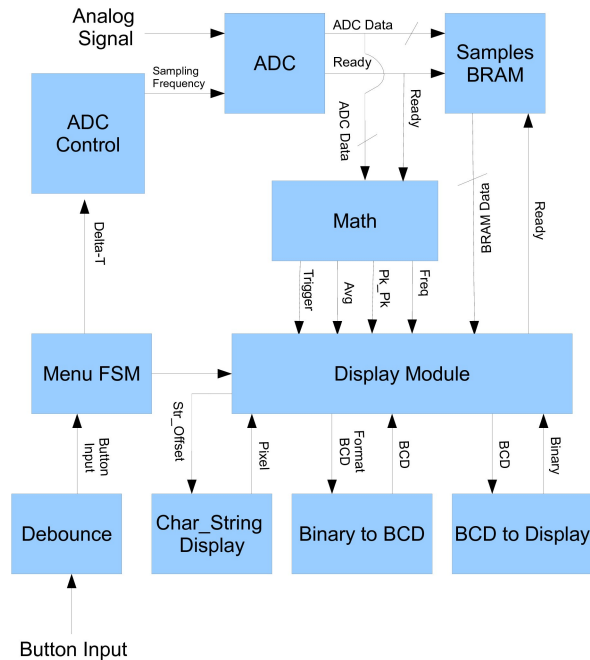 Analog
Signal
ADC Data
Samples
BRAM
ADC
Ready
Sampling
Frequency
ADC
Control
ADC Data
Ready
BRAM Data
Ready
Math
Delta-T
Trigger
Avg
Pk_Pk
Freq
Menu FSM
Display Module
Button
Input
Str_Offset
Pixel
Format
BCD
BCD
BCD
Binary
Debounce
Char_String
Display
Binary to BCD
BCD to Display
Button Input